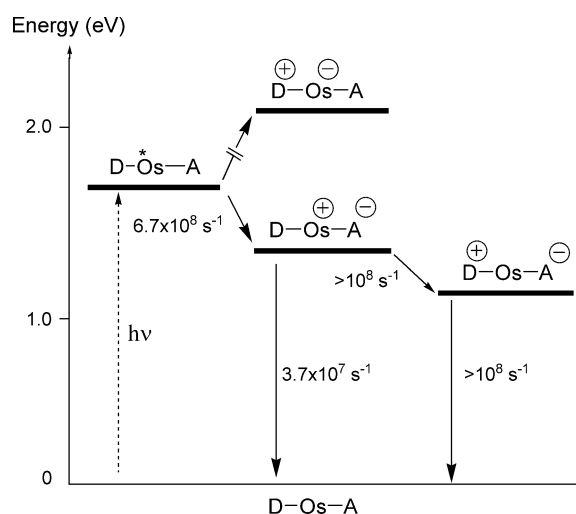 Energy (eV)
⊕ ⊖
D–Os–A
2.0
*
D–Os–A
6.7x10⁸ s⁻¹
⊕ ⊖
D–Os–A
⊕ ⊖
D–Os–A
>10⁸ s⁻¹
1.0
hν
3.7x10⁷ s⁻¹
>10⁸ s⁻¹
0
D–Os–A